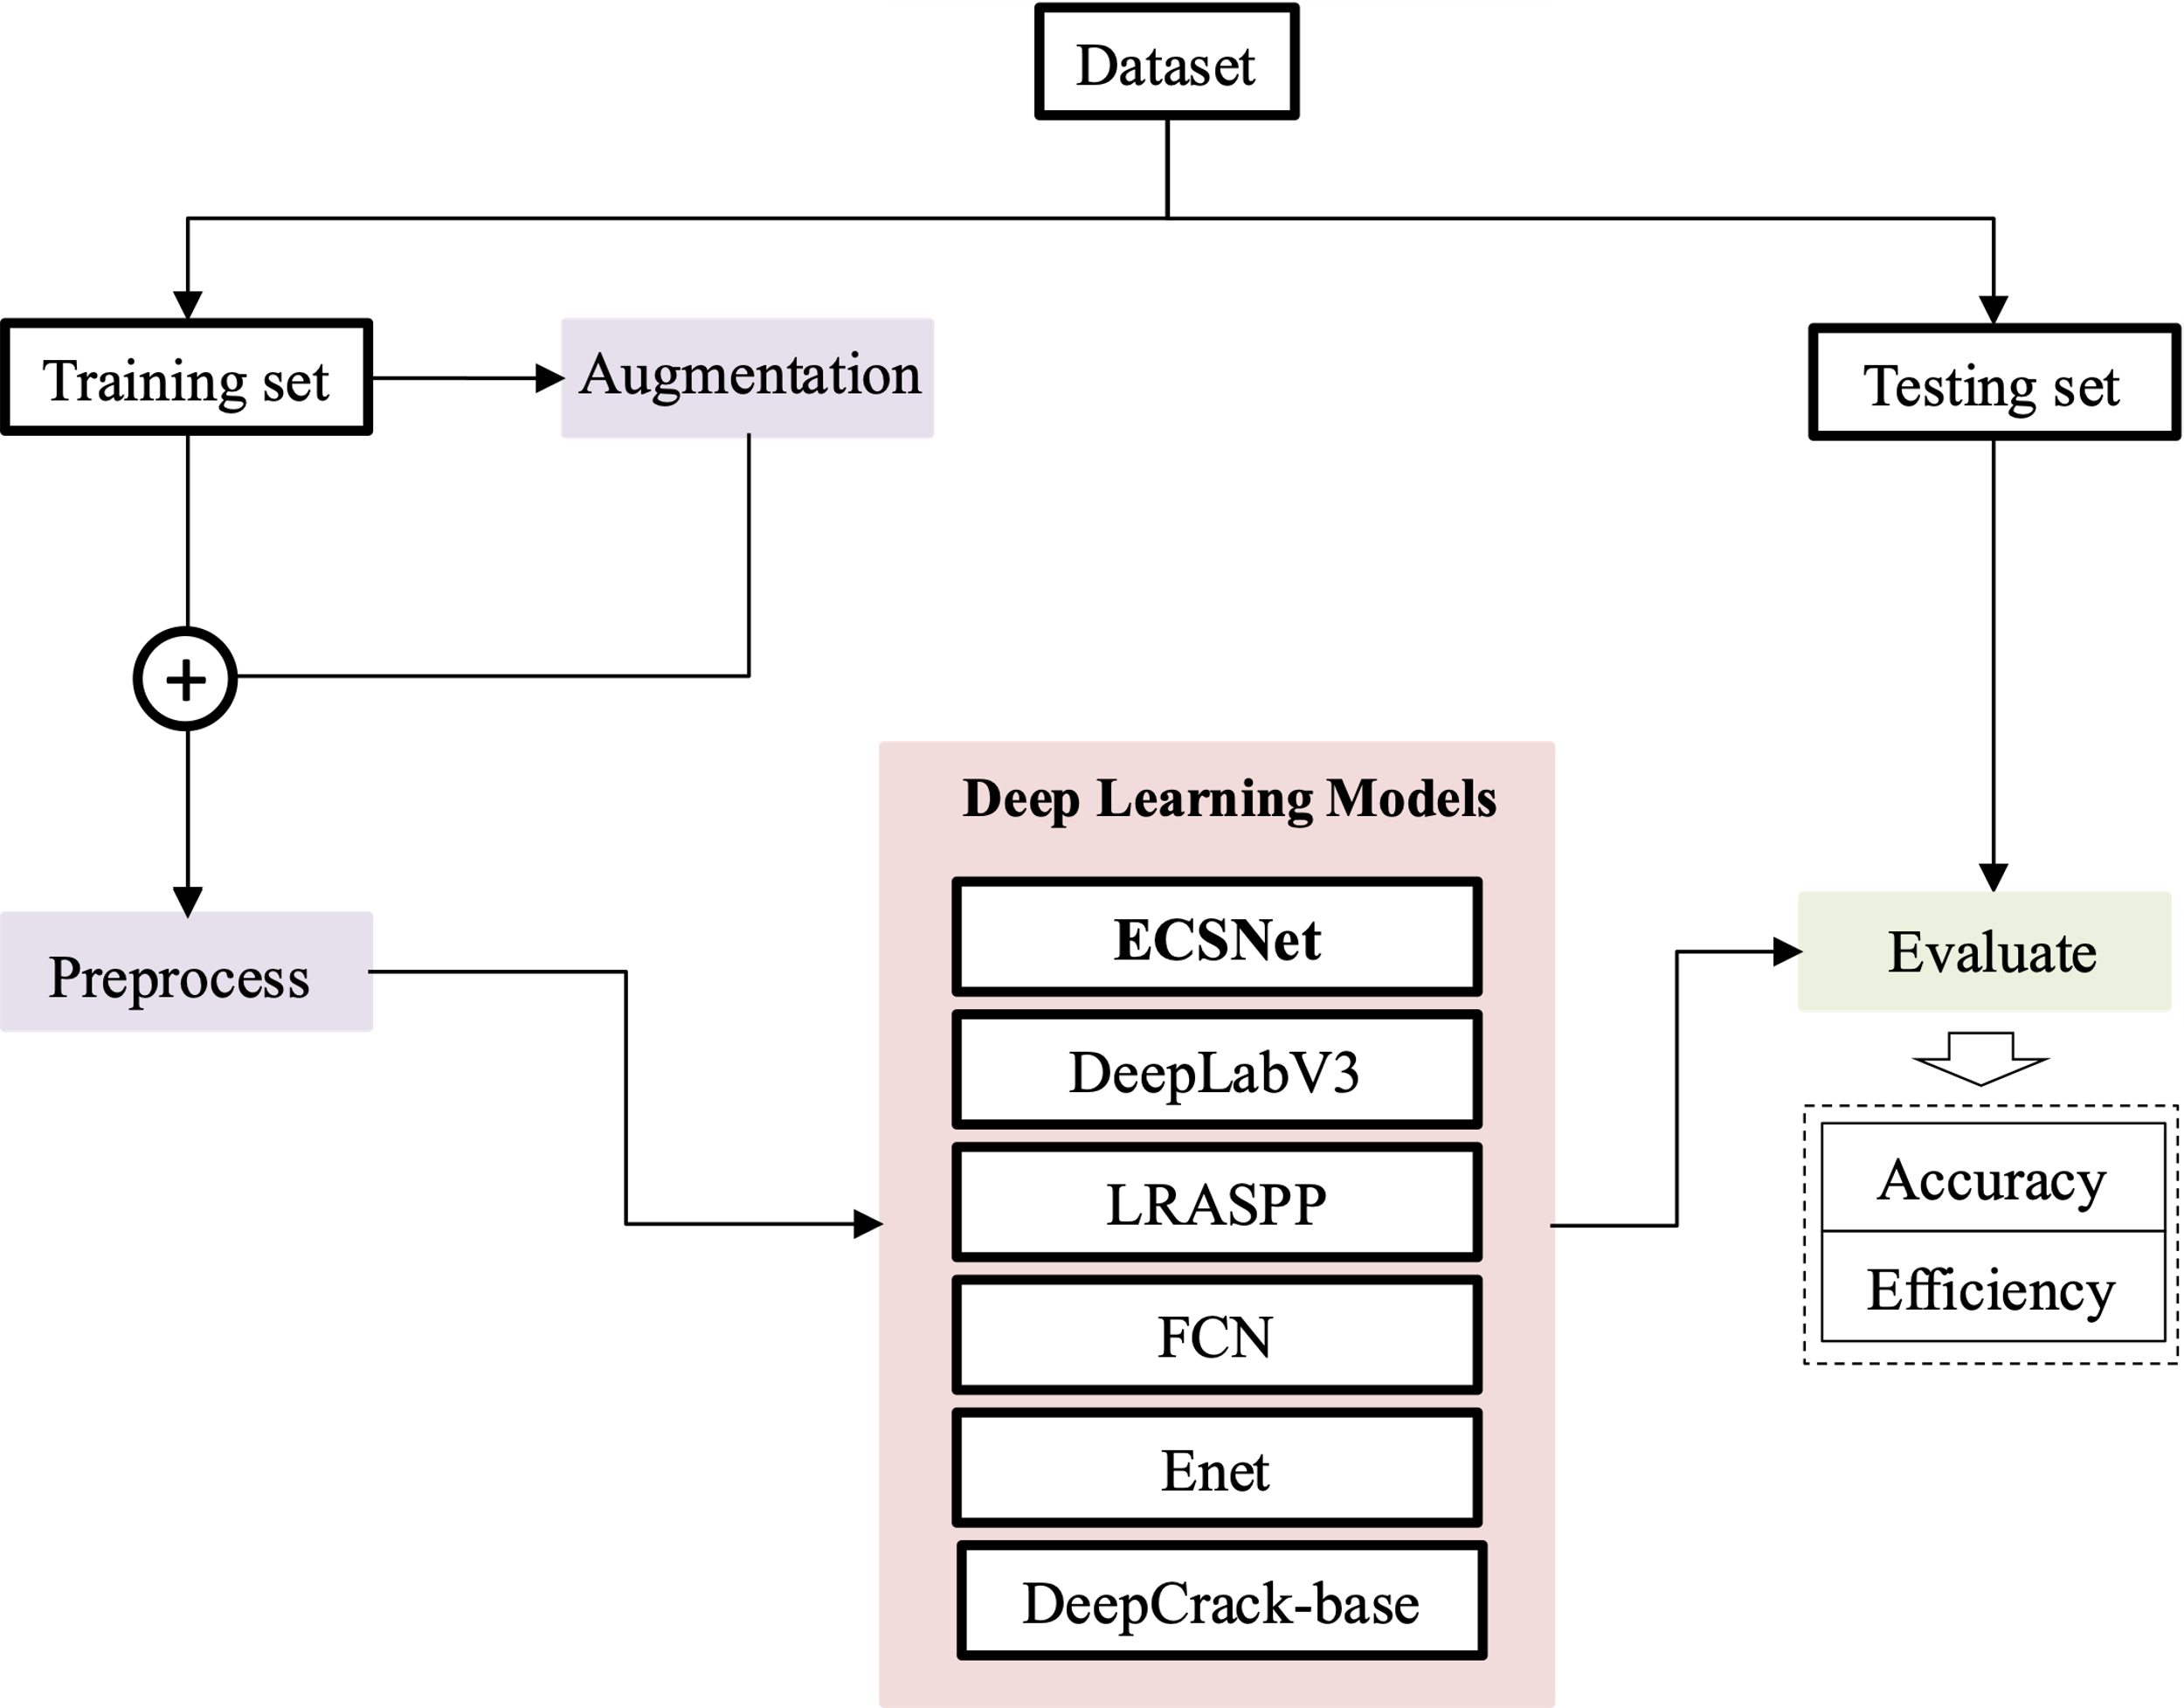 Dataset
Training set
Augmentation
Testing set
+
Preprocess
Deep Learning Models
ECSNet
DeepLabV3
LRASPP
FCN
Enet
DeepCrack-base
Evaluate
Accuracy
Efficiency